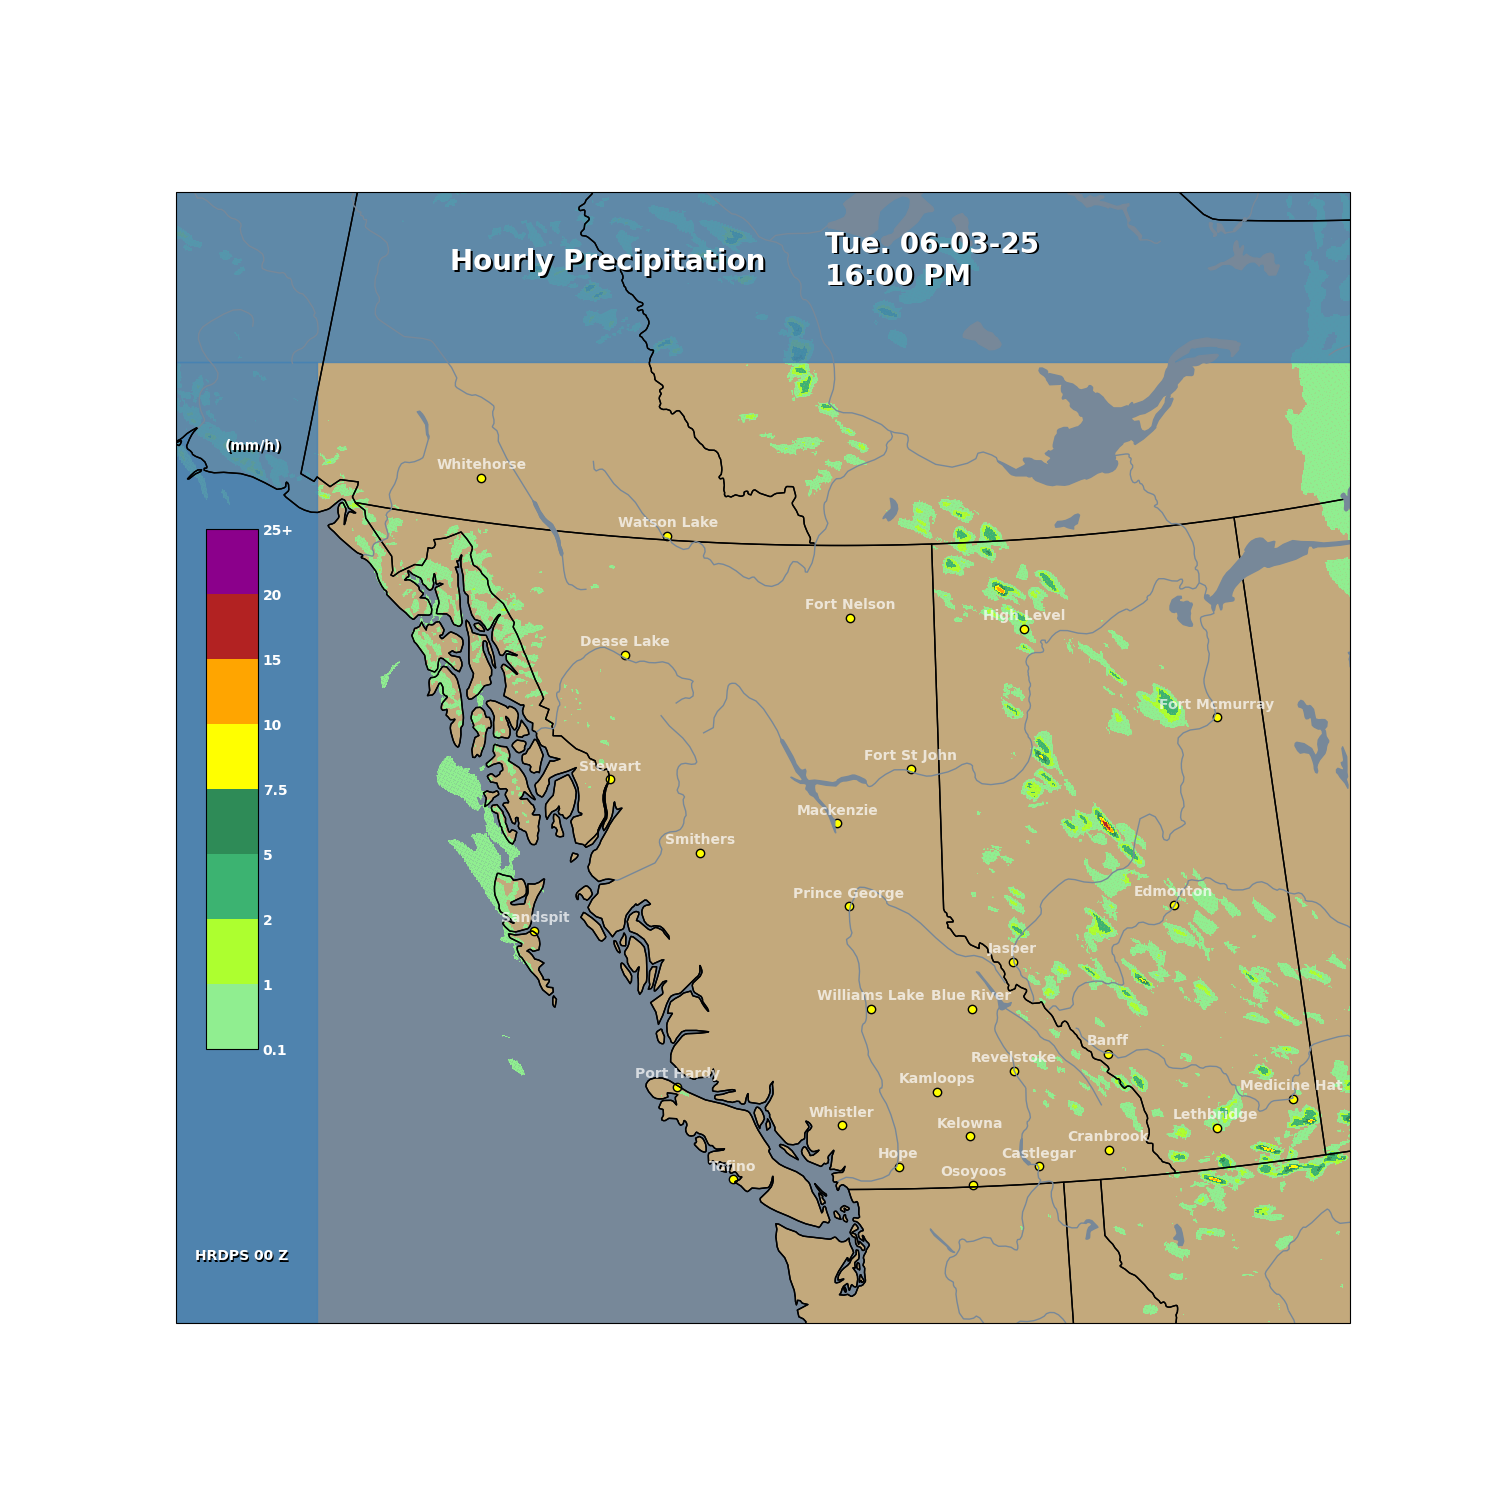 Hourly Precipitation
Tue. 06-03-25
16:00 PM
(mm/h)
25+
20
15
10
7.5
5
2
1
0.1
HRDPS 00 Z
Whitehorse
Watson Lake
Fort Nelson
High Level
Dease Lake
Fort Mcmurray
Fort St John
Stewart
Mackenzie
Smithers
Prince George
Edmonton
Sandspit
Jasper
Williams Lake
Blue River
Banff
Revelstoke
Port Hardy
Kamloops
Medicine Hat
Whistler
Lethbridge
Kelowna
Cranbrook
Hope
Castlegar
Tofino
Osoyoos